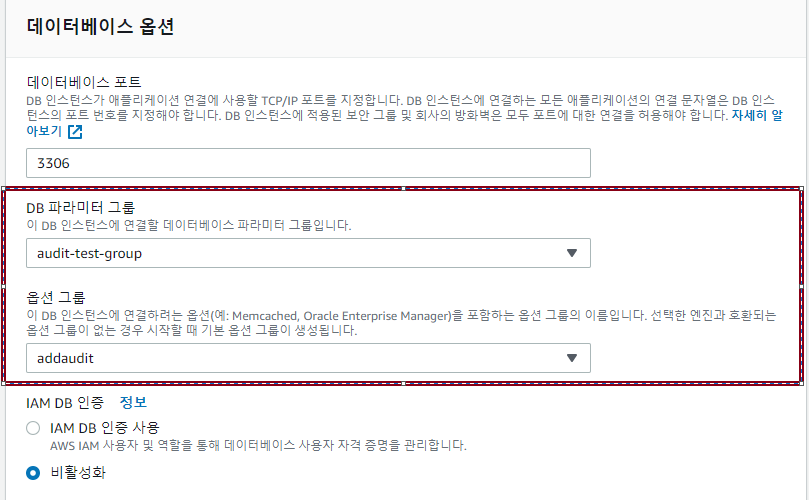 데이터베이스 옵션
데이터베이스 포트
DB 인스턴스가 애플리케이션 연결에 사용할 TCP/IP 포트를 지정합니다. DB 인스턴스에 연결하는 모든 애플리케이션의 연결 문자열은 DB 인스
턴스의 포트 번호를 지정해야 합니다. DB 인스턴스에 적용된 보안 그룹 및 회사의 방화벽은 모두 포트에 대한 연결을 허용해야 합니다. 자세히 알
아보기
3306
DB 파라미터 그룹
이 DB 인스턴스에 연결할 데이터베이스 파라미터 그룹입니다.
audit-test-group
옵션 그룹
이 DB 인스턴스에 연결하려는 옵션(예: Memcached, Oracle Enterprise Manager)을 포함하는 옵션 그룹의 이름입니다. 선택한 엔진과 호환되는
옵션 그룹이 없는 경우 시작할 때 기본 옵션 그룹이 생성됩니다.
addaudit
IAM DB 인증 정보
IAM DB 인증 사용
AWS IAM 사용자 및 역할을 통해 데이터베이스 사용자 자격 증명을 관리합니다.
비활성화